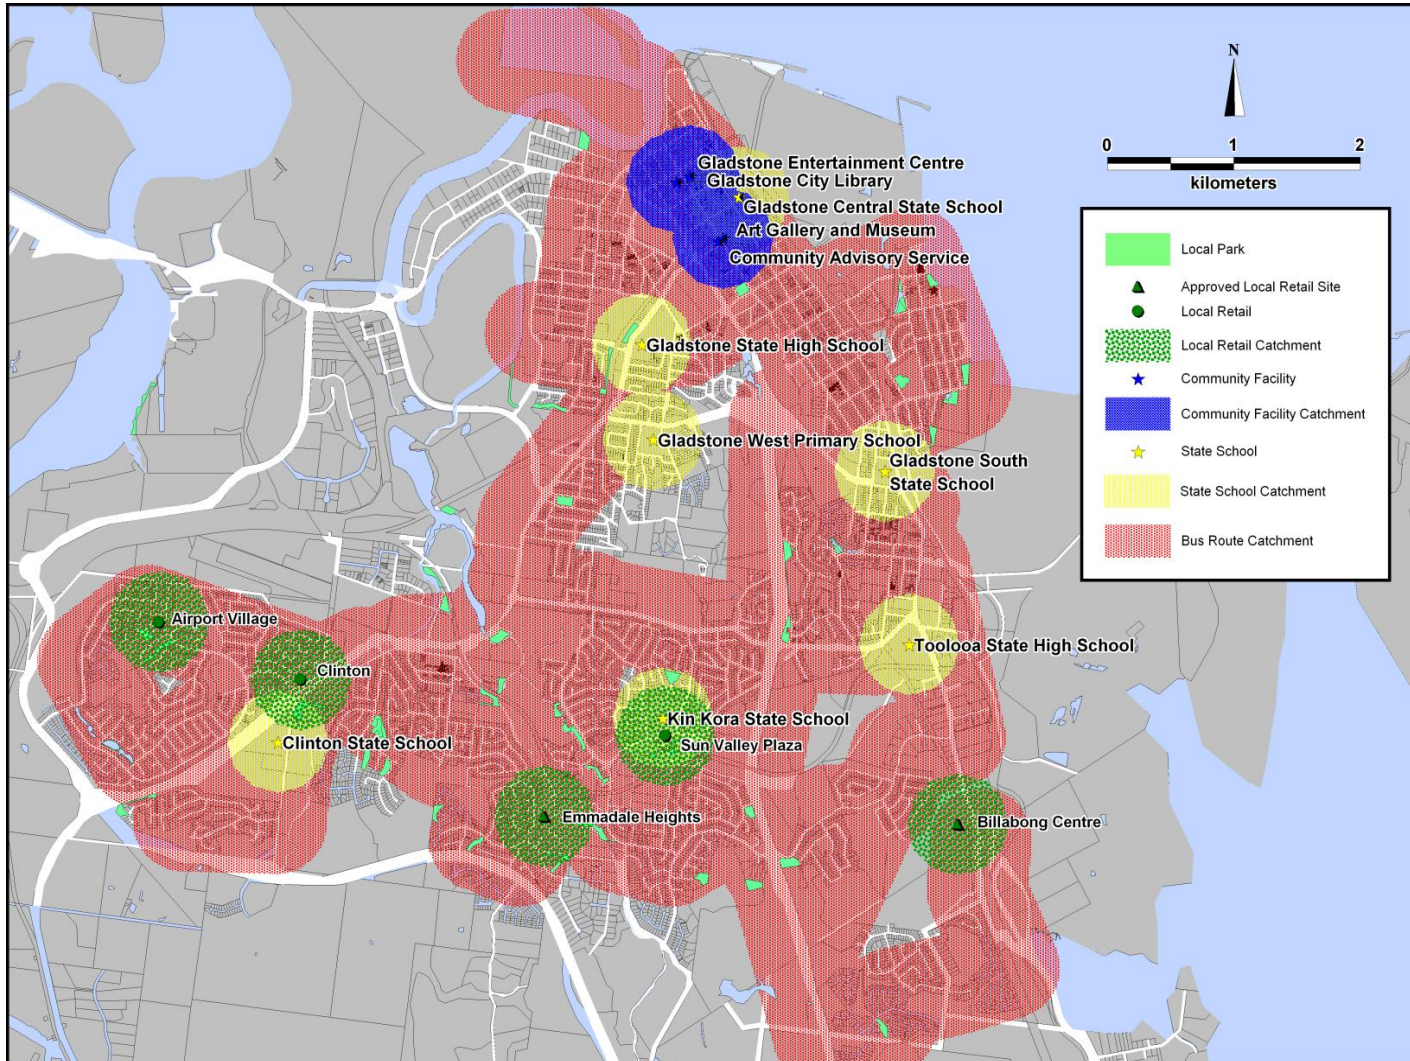 N
0 1 2
kilometers
Local Park
Approved Local Retail Site
Local Retail
Local Retail Catchment
Community Facility
Community Facility Catchment
State School
State School Catchment
Bus Route Catchment
Gladstone Entertainment Centre
Gladstone City Library
Gladstone Central State School
Art Gallery and Museum
Community Advisory Service
Gladstone State High School
Gladstone West Primary School
Gladstone South
State School
Airport Village
Clinton
Toolooa State High School
Kin Kora State School
Clinton State School
Sun Valley Plaza
Emmadale Heights
Billabong Centre